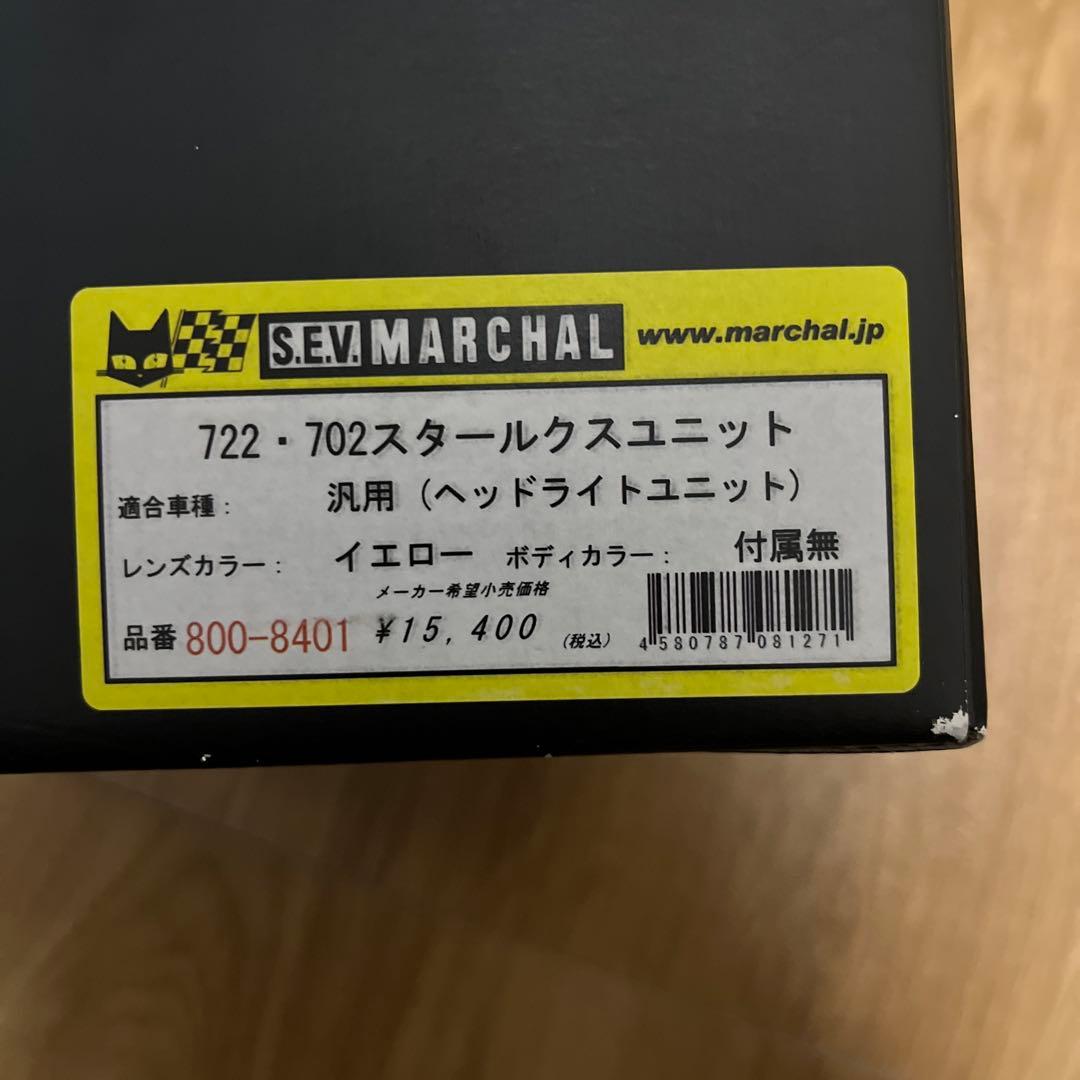 S.E.V. MARCHAL www.marchal.jp
722・702スタールクスユニット
適合車種： 汎用（ヘッドライトユニット）
レンズカラー： イエロー ボディカラー： 付属無
メーカー希望小売価格
品番 800-8401 ¥15,400 （税込）
4 580787 081271